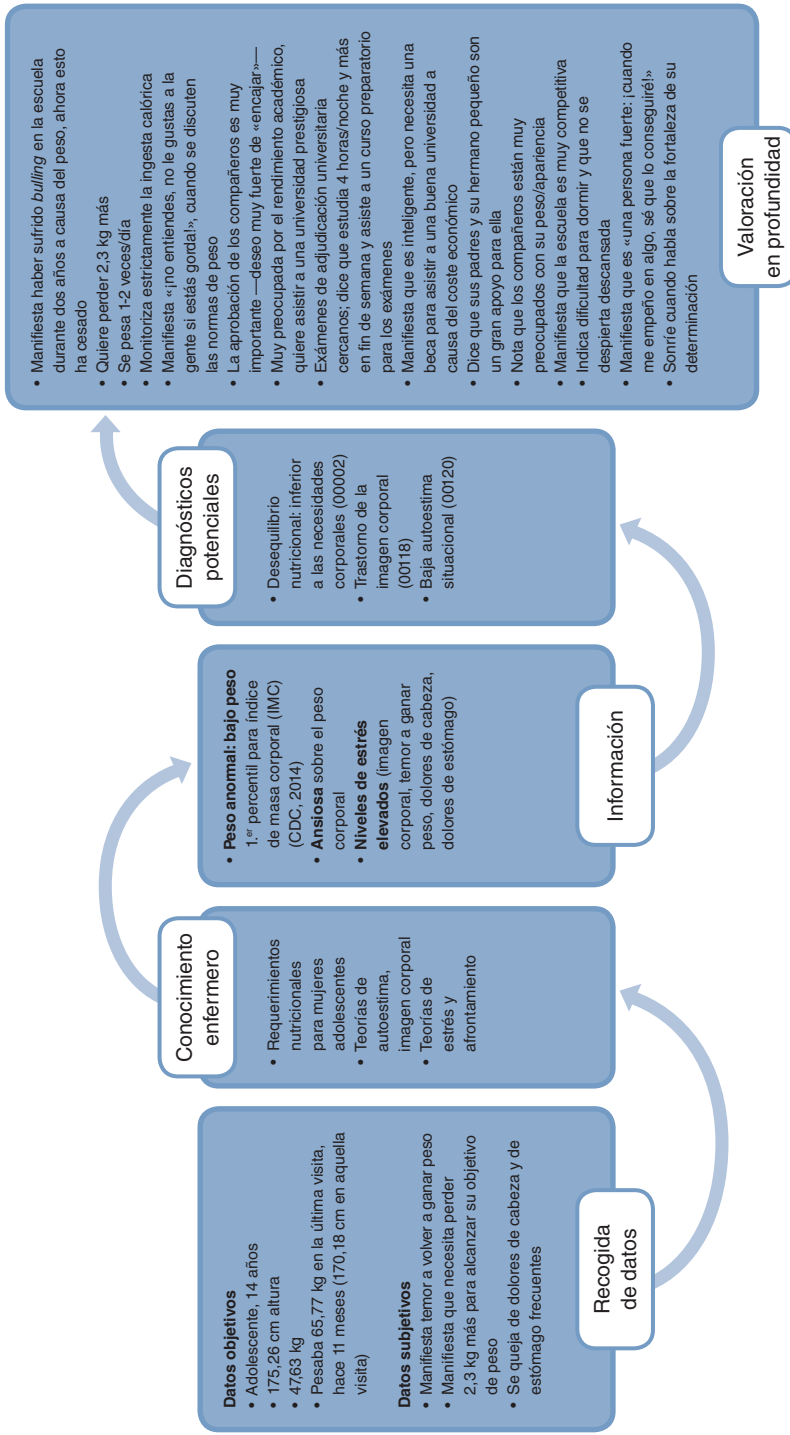 Datos objetivos
• Adolescente, 14 años
• 175,26 cm altura
• 47,63 kg
• Pesaba 65,77 kg en la última visita,
hace 11 meses (170,18 cm en aquella
visita)
Datos subjetivos
• Manifiesta temor a volver a ganar peso
• Manifiesta que necesita perder
2,3 kg más para alcanzar su objetivo
de peso
• Se queja de dolores de cabeza y de
estómago frecuentes
Recogida
de datos
Conocimiento
enfermero
• Requerimientos
nutricionales
para mujeres
adolescentes
• Teorías de
autoestima,
imagen corporal
• Teorías de
estrés y
afrontamiento
• Peso anormal: bajo peso
1.er percentil para índice
de masa corporal (IMC)
(CDC, 2014)
• Ansiosa sobre el peso
corporal
• Niveles de estrés
elevados (imagen
corporal, temor a ganar
peso, dolores de cabeza,
dolores de estómago)
Información
Diagnósticos
potenciales
• Desequilibrio
nutricional: inferior
a las necesidades
corporales (00002)
• Trastorno de la
imagen corporal
(00118)
• Baja autoestima
situacional (00120)
• Manifiesta haber sufrido bulling en la escuela
durante dos años a causa del peso, ahora esto
ha cesado
• Quiere perder 2,3 kg más
• Se pesa 1-2 veces/día
• Monitoriza estrictamente la ingesta calórica
• Manifiesta «¡no entiendes, no le gustas a la
gente si estás gorda!», cuando se discuten
las normas de peso
• La aprobación de los compañeros es muy
importante —deseo muy fuerte de «encajar»—
• Muy preocupada por el rendimiento académico,
quiere asistir a una universidad prestigiosa
• Exámenes de adjudicación universitaria
cercanos; dice que estudia 4 horas/noche y más
en fin de semana y asiste a un curso preparatorio
para los exámenes
• Manifiesta que es inteligente, pero necesita una
beca para asistir a una buena universidad a
causa del coste económico
• Dice que sus padres y su hermano pequeño son
un gran apoyo para ella
• Nota que los compañeros están muy
preocupados con su peso/apariencia
• Manifiesta que la escuela es muy competitiva
• Indica dificultad para dormir y que no se
despierta descansada
• Manifiesta que es «una persona fuerte: ¡cuando
me empeño en algo, sé que lo conseguiré!»
• Sonríe cuando habla sobre la fortaleza de su
determinación
Valoración
en profundidad